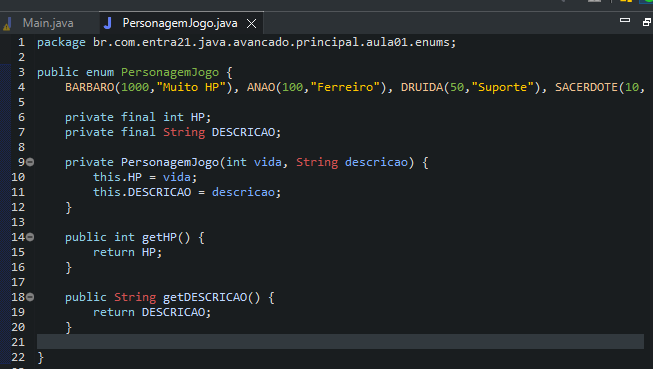 Main.java
PersonagemJogo.java
1 package br.com.entra21.java.avancado.principal.aula01.enums;
2
3 public enum PersonagemJogo {
4 BARBARO(1000,"Muito HP"), ANAO(100,"Ferreiro"), DRUIDA(50,"Suporte"), SACERDOTE(10,
5
6 private final int HP;
7 private final String DESCRICAO;
8
9 private PersonagemJogo(int vida, String descricao) {
10 this.HP = vida;
11 this.DESCRICAO = descricao;
12 }
13
14 public int getHP() {
15 return HP;
16 }
17
18 public String getDESCRICAO() {
19 return DESCRICAO;
20 }
21
22 }